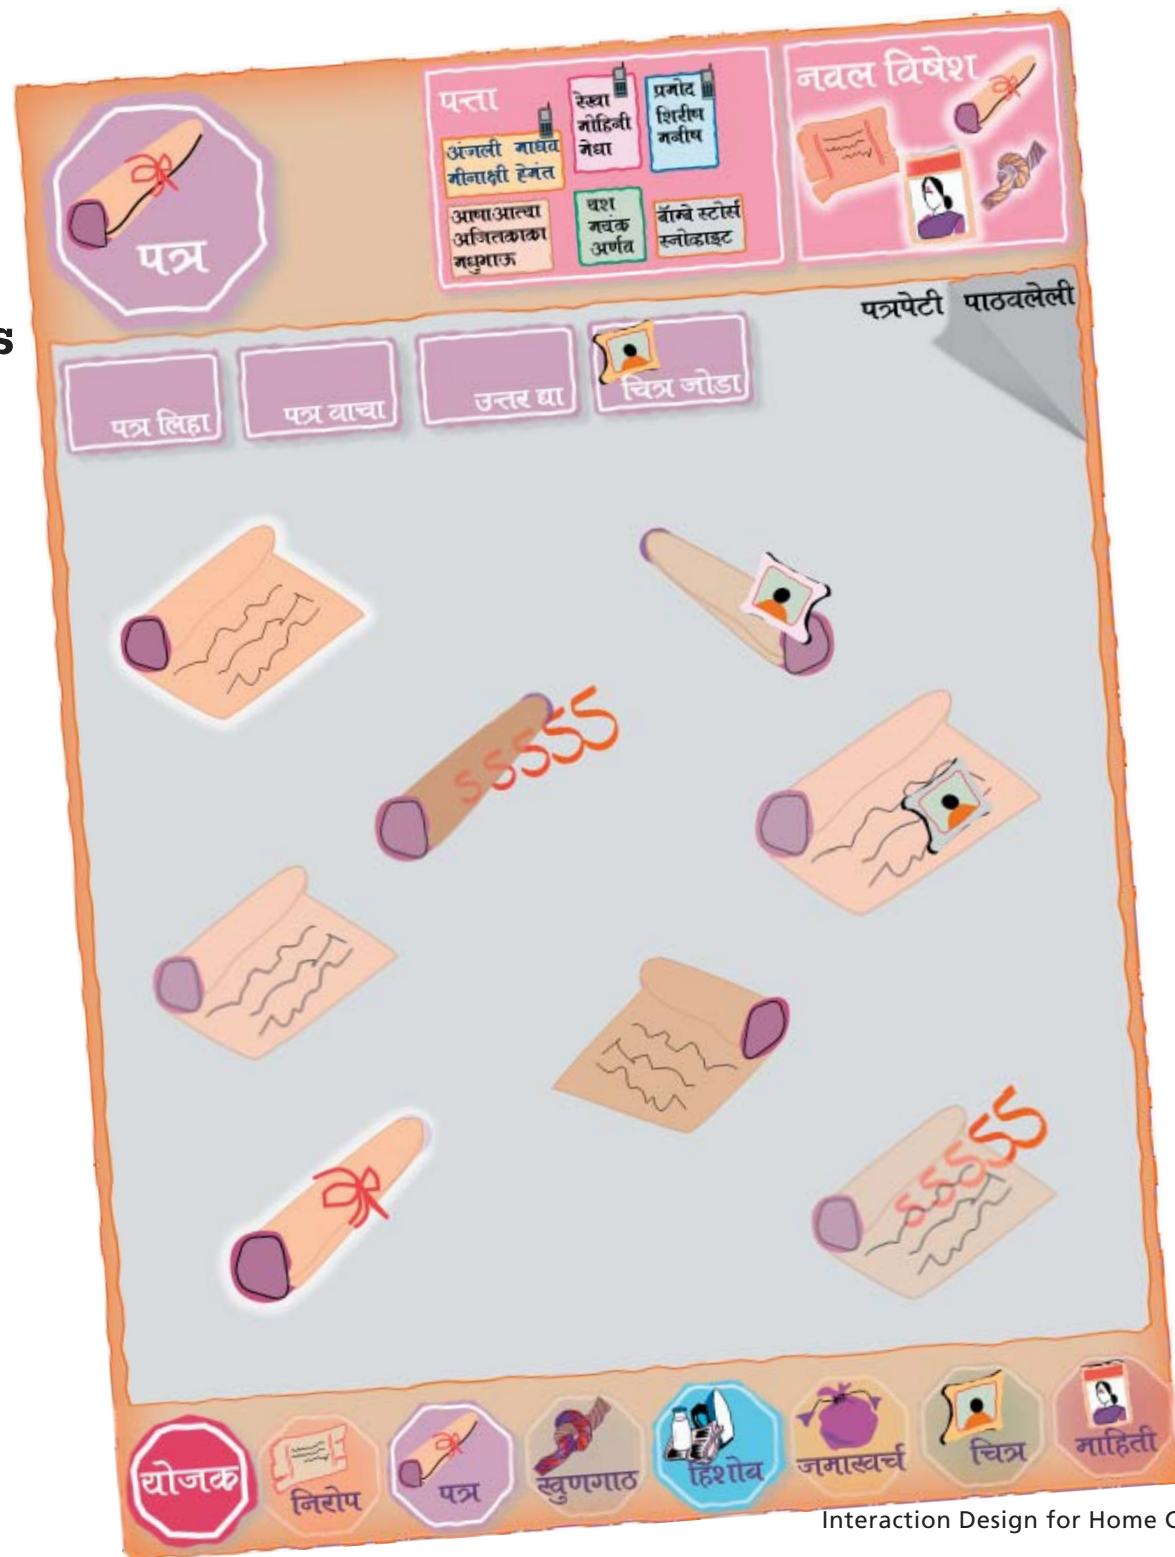 s
पत्र
पत्ता
अंजली माधव
मीनाक्षी हेमंत
रेखा
मोहिनी
मेधा
प्रमोद
शिरीष
मनीष
आषाआत्या
अजितकाका
मधुमाऊ
यश
मयंक
अर्णव
बॉम्बे स्टोर्स
स्नोव्हाइट
नवल विषेश
पत्रपेटी पाठवलेली
पत्र लिहा
पत्र वाचा
उत्तर द्या
चित्र जोडा
योजक
निरोप
पत्र
खुणगाठ
हिशोब
जमाखर्च
चित्र
माहिती
Interaction Design for Home C